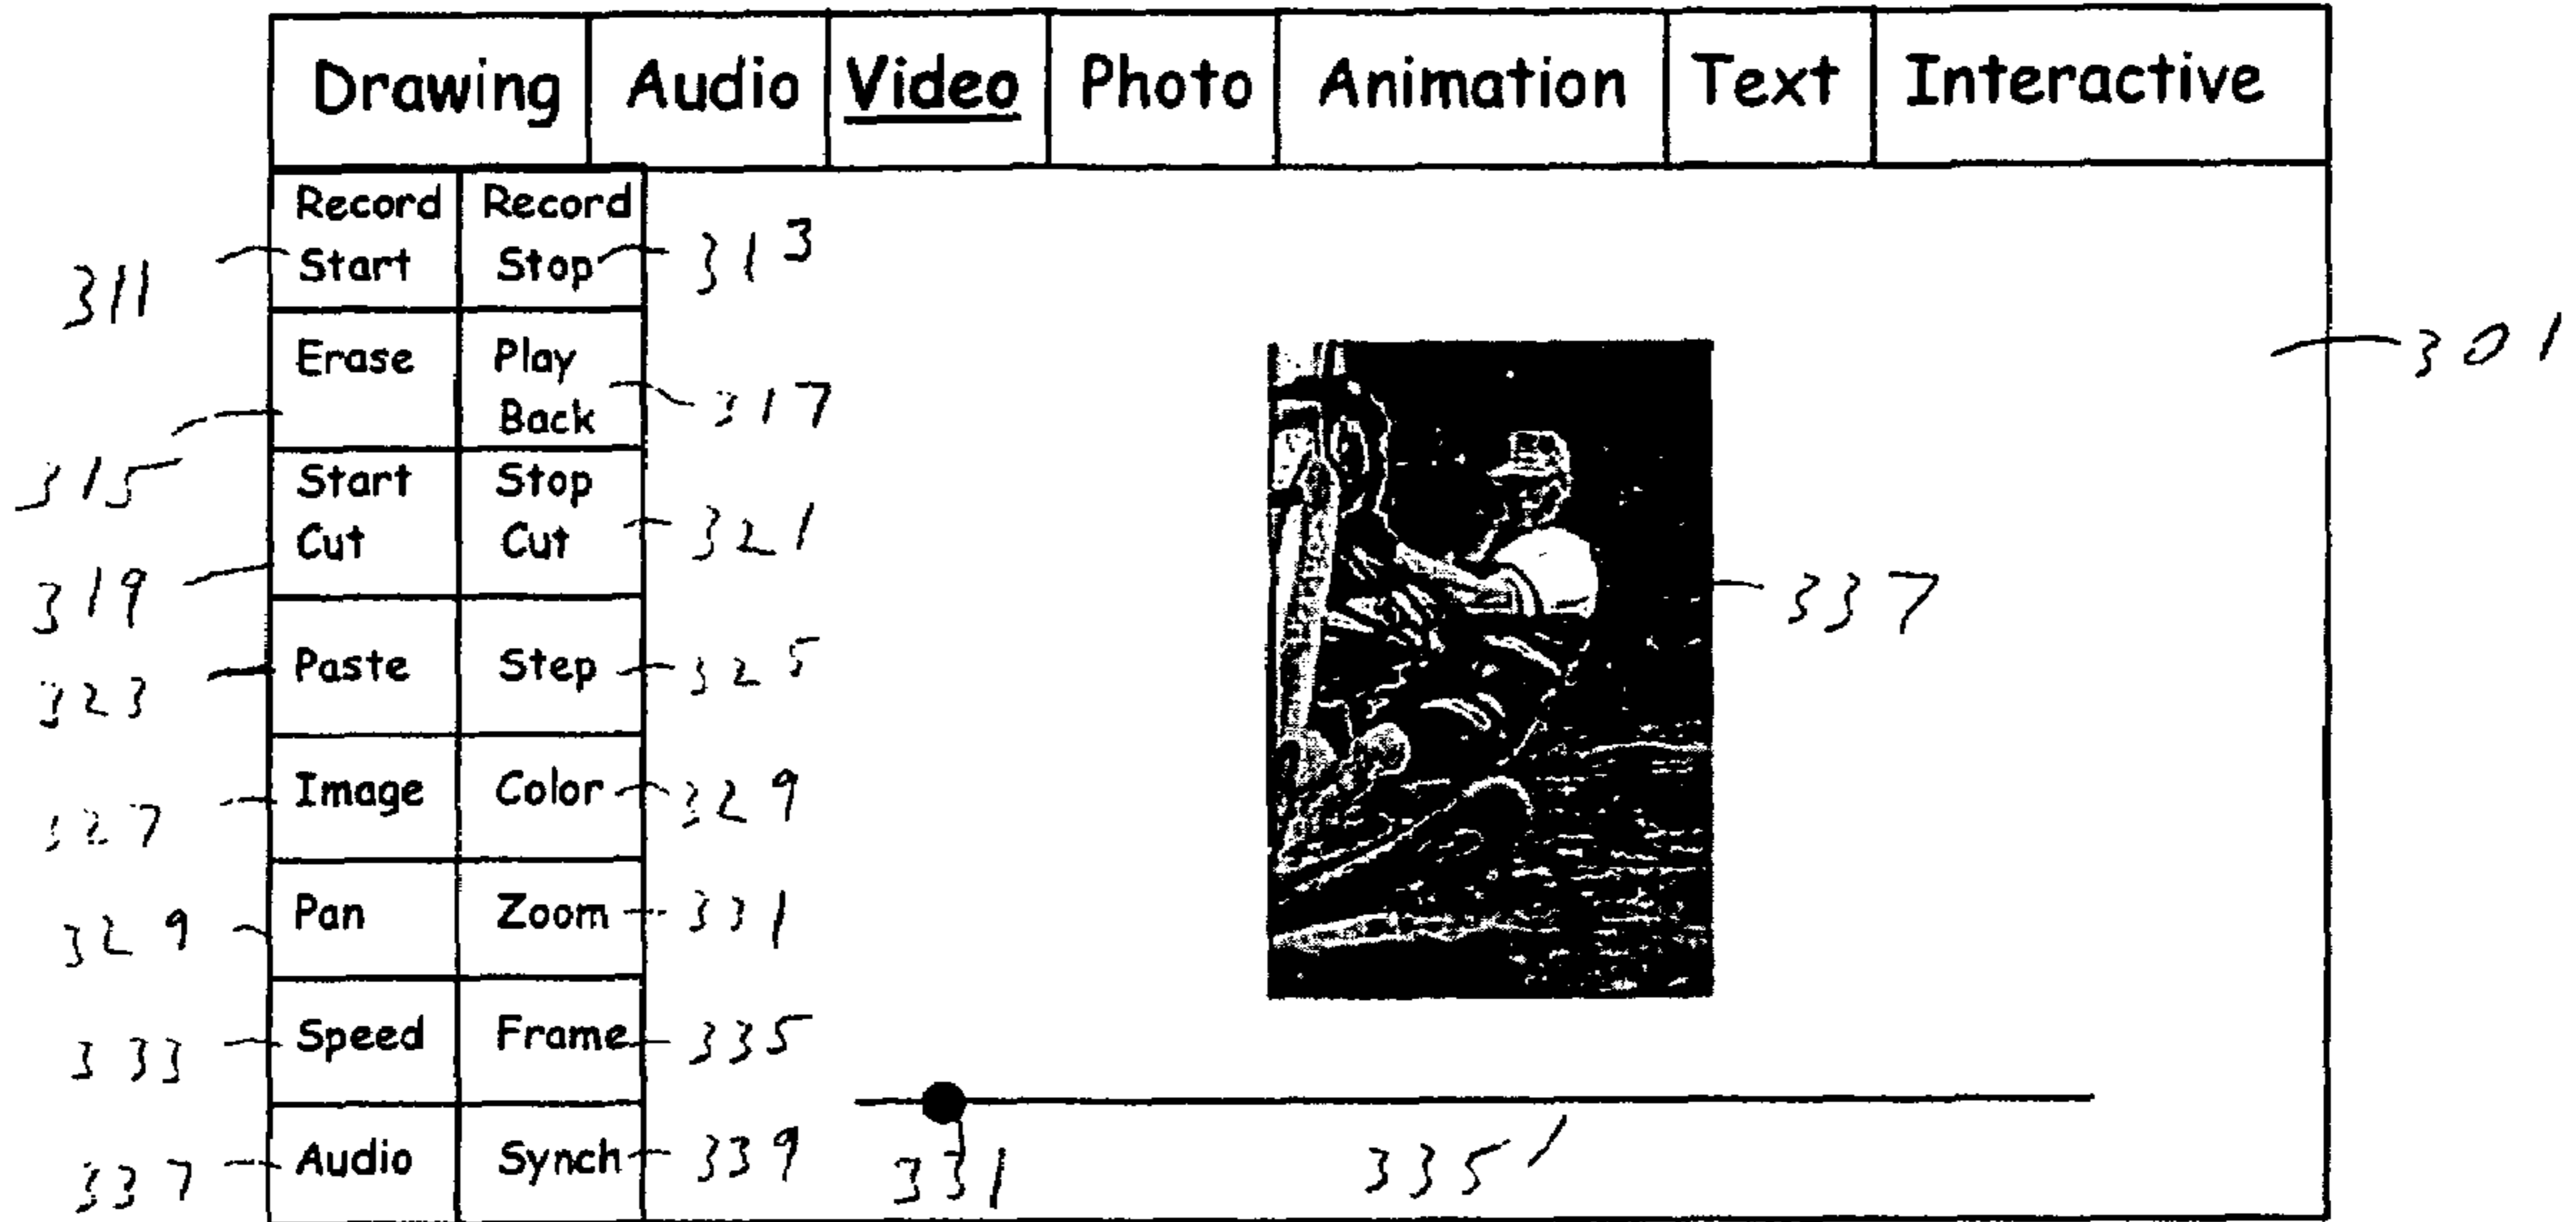 Drawing Audio Video Photo Animation Text Interactive
Record Record
311 Start Stop 313
301
Erase Play
315 Back 317
Start Stop
319 Cut Cut 321
337
323 Paste Step 325
327 Image Color 329
329 Pan Zoom 331
333 Speed Frame 335
337 Audio Synch 339
331 335'